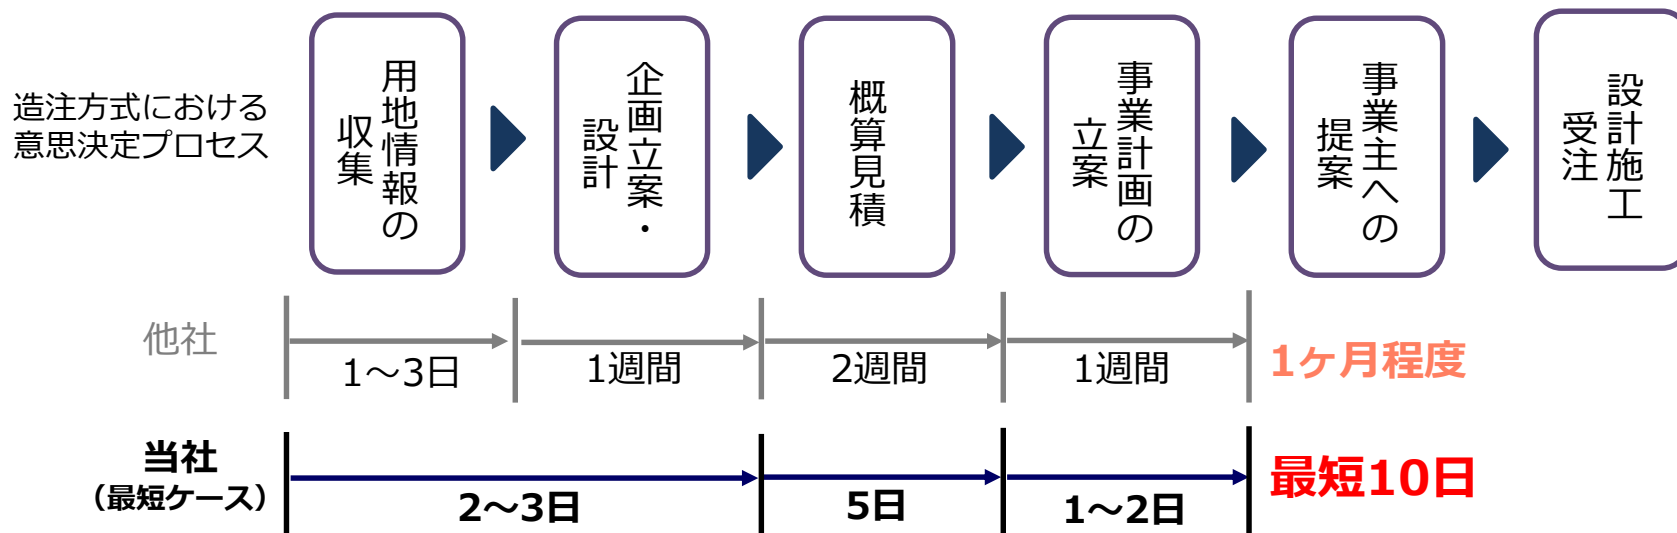 造注方式における
意思決定プロセス
用地情報の
収集
企画立案・
設計
概算見積
事業計画の
立案
事業主への
提案
設計施工
受注
他社
1～3日
1週間
2週間
1週間
1ヶ月程度
当社
（最短ケース）
2～3日
5日
1～2日
最短10日